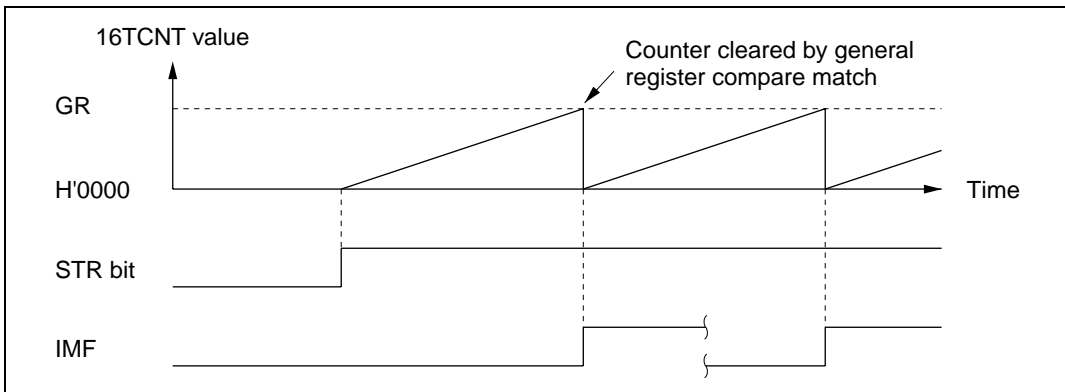 16TCNT value
Counter cleared by general
register compare match
GR
H'0000
Time
STR bit
IMF